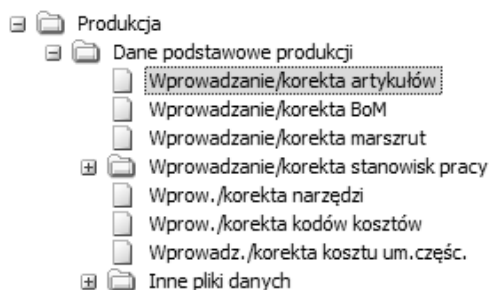 Produkcja
Dane podstawowe produkcji
Wprowadzanie/korekta artykułów
Wprowadzanie/korekta BoM
Wprowadzanie/korekta marszrut
Wprowadzanie/korekta stanowisk pracy
Wprow./korekta narzędzi
Wprow./korekta kodów kosztów
Wprowadz./korekta kosztu um.częśc.
Inne pliki danych